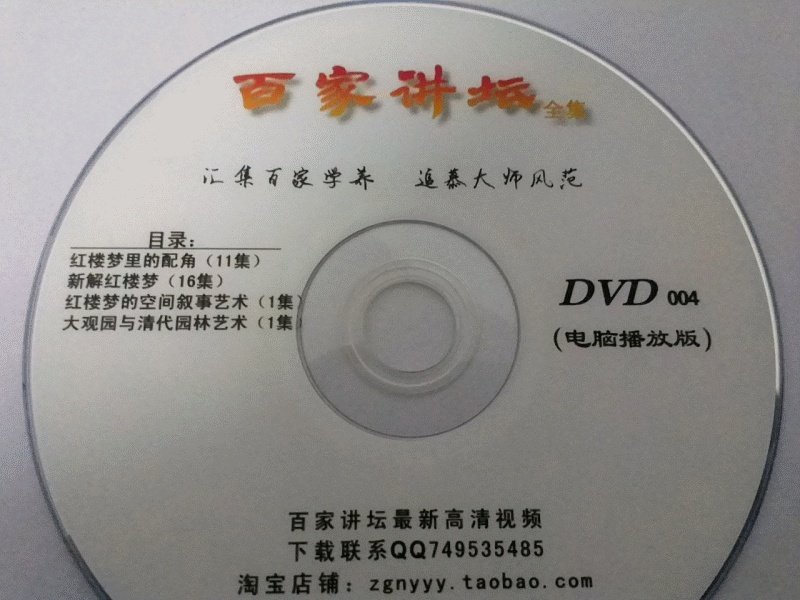 百家讲坛全集
汇集百家学养 追慕大师风范
目录：
红楼梦里的配角（11集）
新解红楼梦（16集）
红楼梦的空间叙事艺术（1集）
大观园与清代园林艺术（1集）
DVD 004
（电脑播放版）
百家讲坛最新高清视频
下载联系QQ749535485
淘宝店铺：zgnyyy.taobao.com